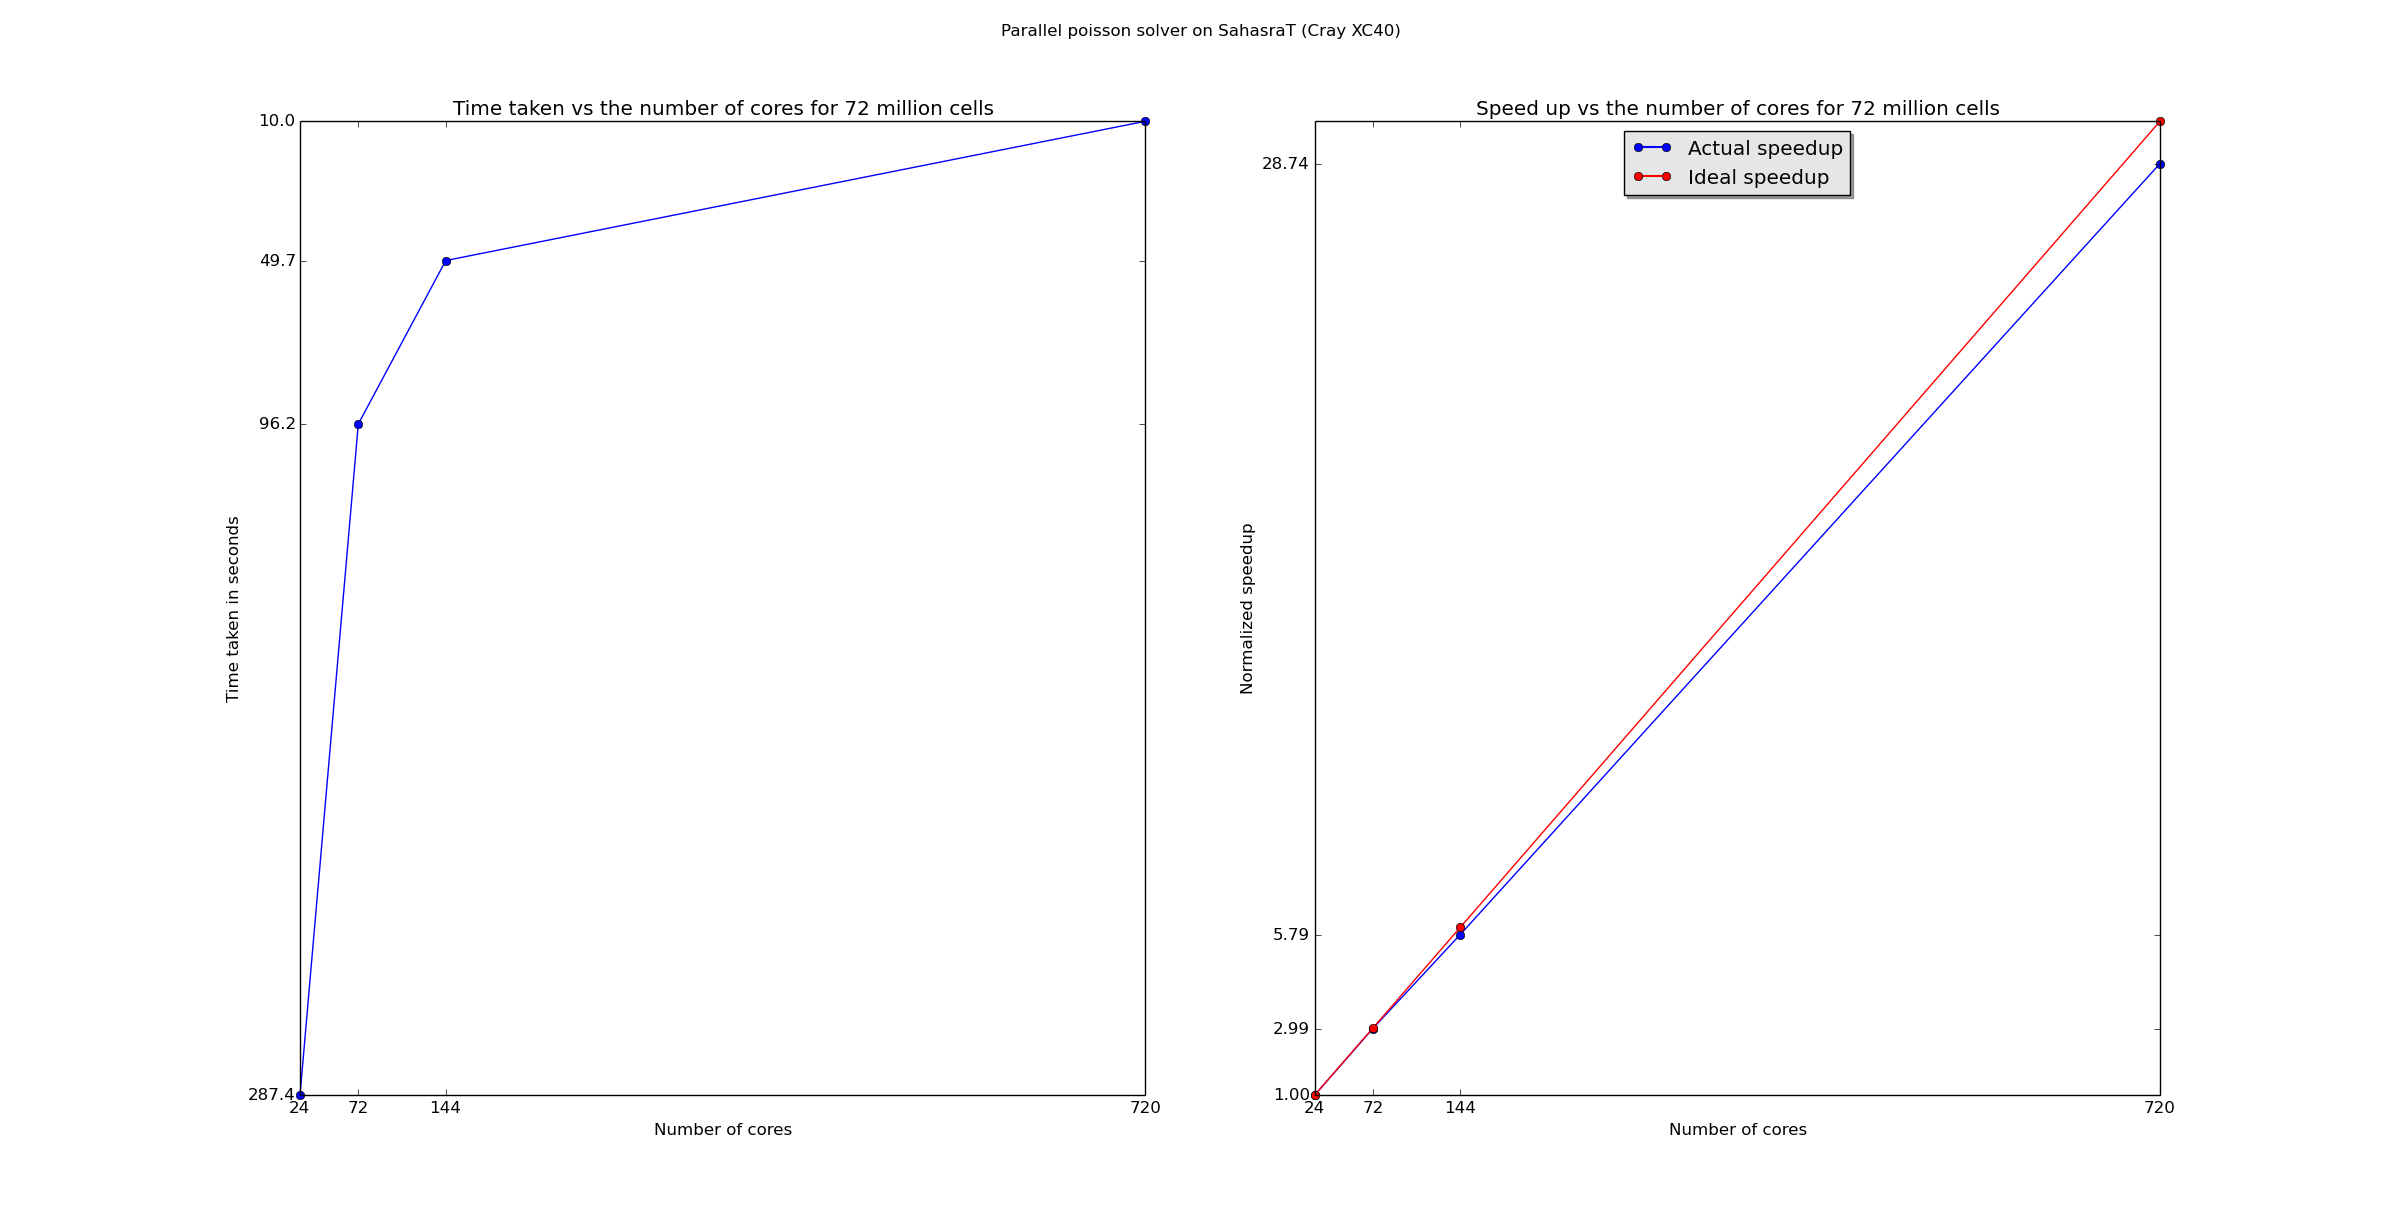 Parallel poisson solver on SahasraT (Cray XC40)
Time taken vs the number of cores for 72 million cells
10.0
49.7
96.2
287.4
Time taken in seconds
24 72 144 720
Number of cores
Speed up vs the number of cores for 72 million cells
Actual speedup
Ideal speedup
28.74
5.79
2.99
1.00
Normalized speedup
24 72 144 720
Number of cores